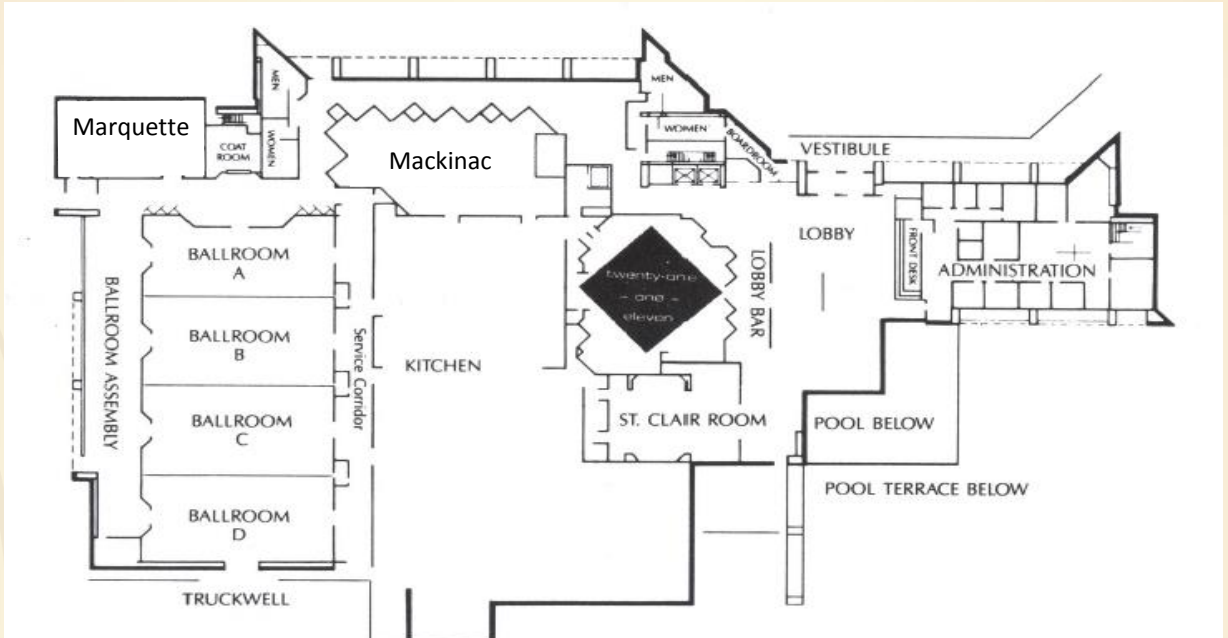 MEN
MEN
Marquette
COAT
ROOM
WOMEN
Mackinac
WOMEN
BOARDROOM
VESTIBULE
BALLROOM
A
LOBBY
FRONT DESK
ADMINISTRATION
twenty-one
- and -
eleven
LOBBY BAR
BALLROOM ASSEMBLY
BALLROOM
B
Service Corridor
KITCHEN
BALLROOM
C
ST. CLAIR ROOM
POOL BELOW
POOL TERRACE BELOW
BALLROOM
D
TRUCKWELL